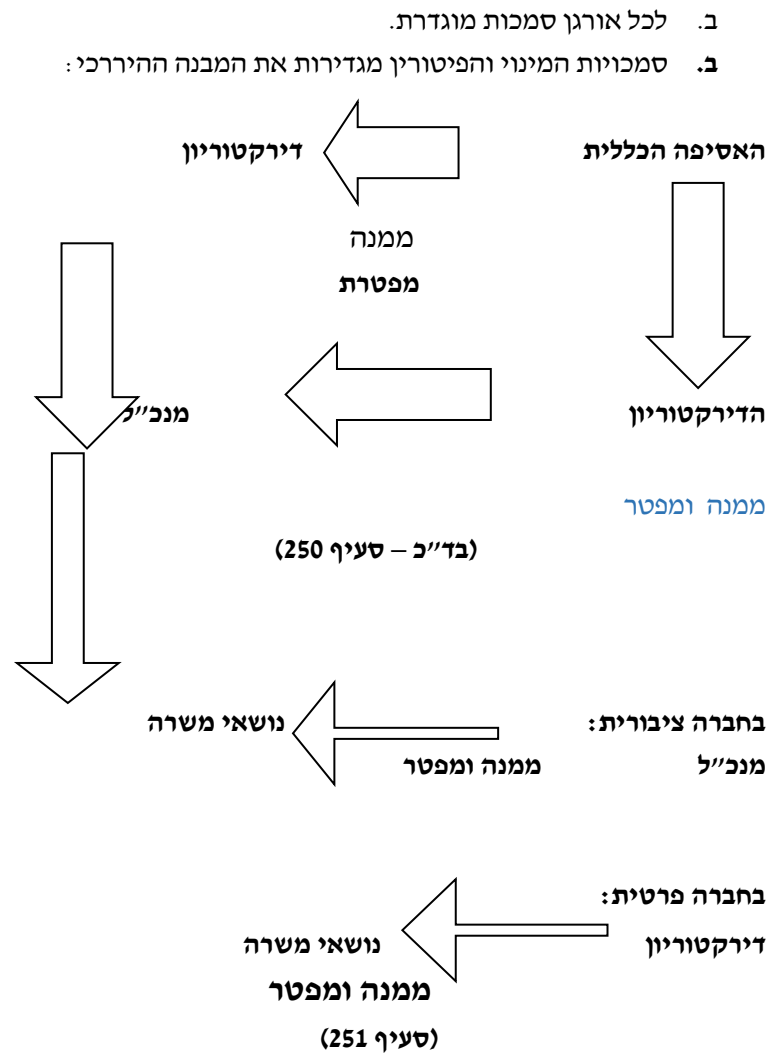 ב. לכל אורגן סמכות מוגדרת.
ב. סמכויות המינוי והפיטורין מגדירות את המבנה ההיררכי:
האסיפה הכללית דירקטוריון
ממנה
מפטרת
הדירקטוריון מנכ"ל
ממנה ומפטר
(בד"כ – סעיף 250)
בחברה ציבורית: נושאי משרה
מנכ"ל ממנה ומפטר
בחברה פרטית:
דירקטוריון נושאי משרה
ממנה ומפטר
(סעיף 251)